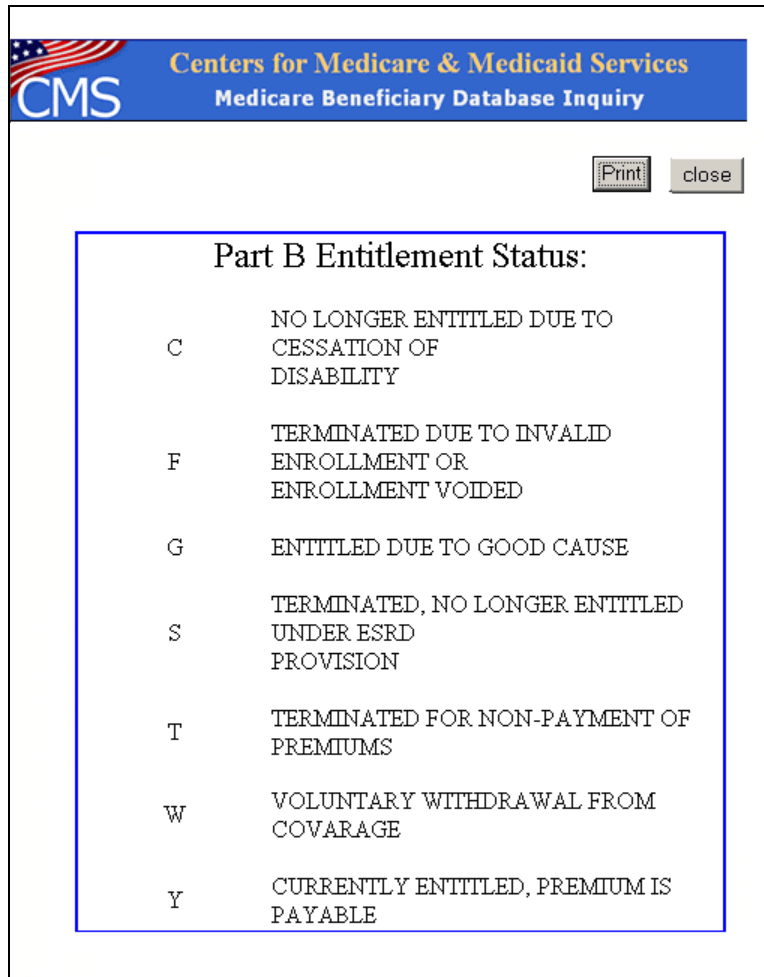 CMS
Centers for Medicare & Medicaid Services
Medicare Beneficiary Database Inquiry
Print close
Part B Entitlement Status:
C NO LONGER ENTITLED DUE TO
CESSATION OF
DISABILITY
F TERMINATED DUE TO INVALID
ENROLLMENT OR
ENROLLMENT VOIDED
G ENTITLED DUE TO GOOD CAUSE
S TERMINATED, NO LONGER ENTITLED
UNDER ESRD
PROVISION
T TERMINATED FOR NON-PAYMENT OF
PREMIUMS
W VOLUNTARY WITHDRAWAL FROM
COVARAGE
Y CURRENTLY ENTITLED, PREMIUM IS
PAYABLE